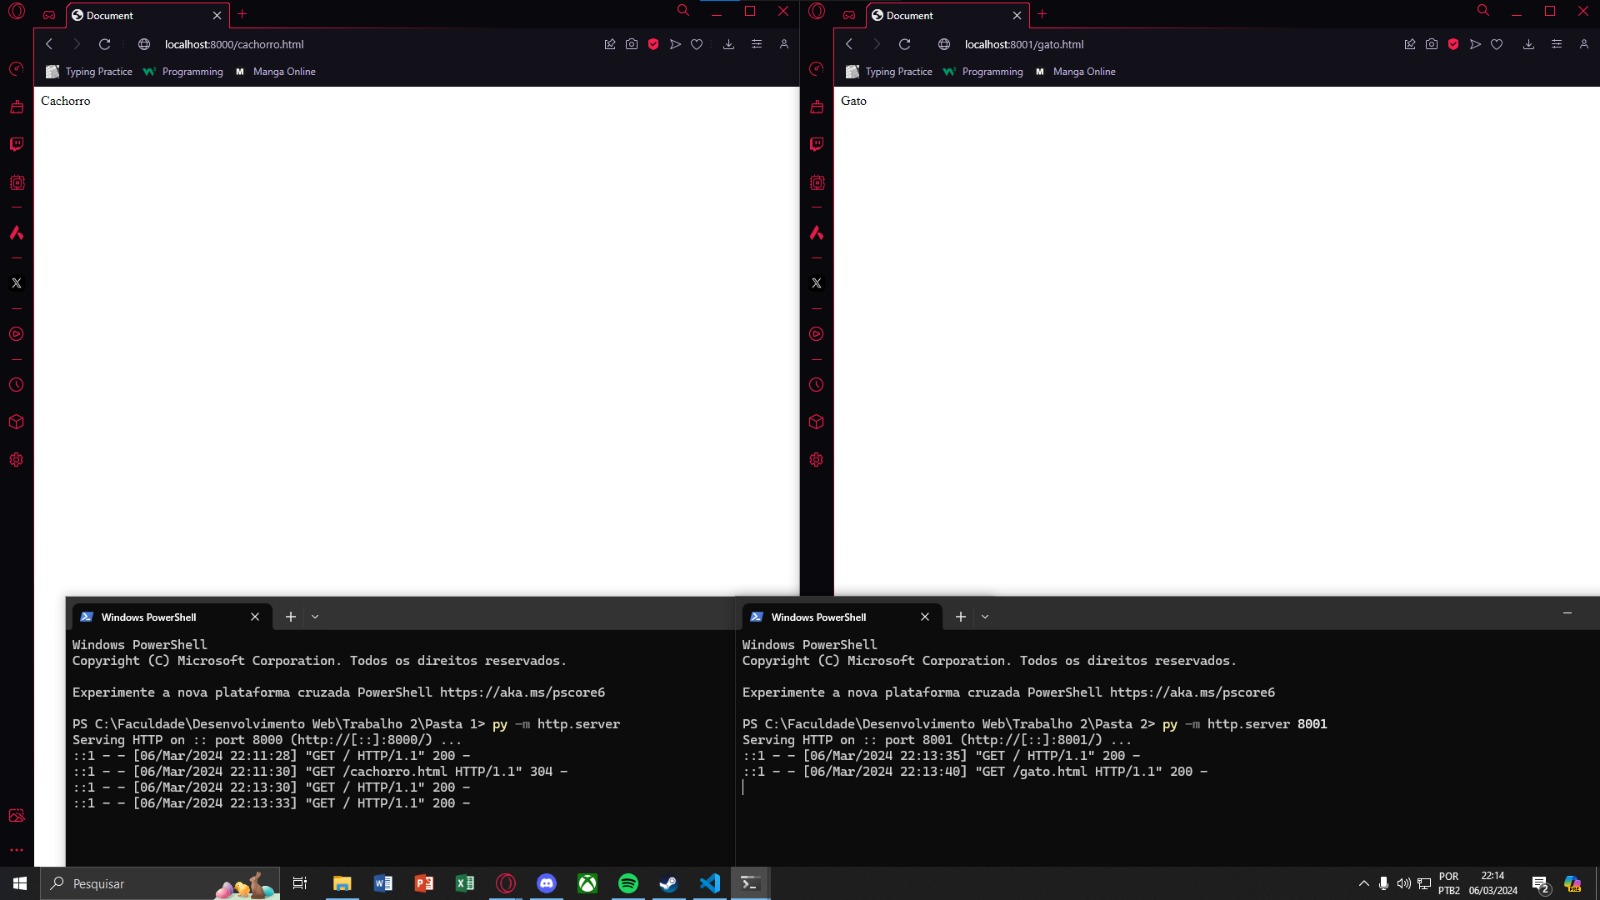 Document
localhost:8000/cachorro.html
Typing Practice
Programming
M Manga Online
Cachorro
Document
localhost:8001/gato.html
Typing Practice
Programming
M Manga Online
Gato
Windows PowerShell
Windows PowerShell
Copyright (C) Microsoft Corporation. Todos os direitos reservados.
Experimente a nova plataforma cruzada PowerShell https://aka.ms/pscore6
PS C:\Faculdade\Desenvolvimento Web\Trabalho 2\Pasta 1> py -m http.server
Serving HTTP on :: port 8000 (http://[::]:8000/) ...
::1 - - [06/Mar/2024 22:11:28] "GET / HTTP/1.1" 200 -
::1 - - [06/Mar/2024 22:11:30] "GET /cachorro.html HTTP/1.1" 304 -
::1 - - [06/Mar/2024 22:13:30] "GET / HTTP/1.1" 200 -
::1 - - [06/Mar/2024 22:13:33] "GET / HTTP/1.1" 200 -
Windows PowerShell
Windows PowerShell
Copyright (C) Microsoft Corporation. Todos os direitos reservados.
Experimente a nova plataforma cruzada PowerShell https://aka.ms/pscore6
PS C:\Faculdade\Desenvolvimento Web\Trabalho 2\Pasta 2> py -m http.server 8001
Serving HTTP on :: port 8001 (http://[::]:8001/) ...
::1 - - [06/Mar/2024 22:13:35] "GET / HTTP/1.1" 200 -
::1 - - [06/Mar/2024 22:13:40] "GET /gato.html HTTP/1.1" 200 -
Pesquisar
POR
PTB2
22:14
06/03/2024
2